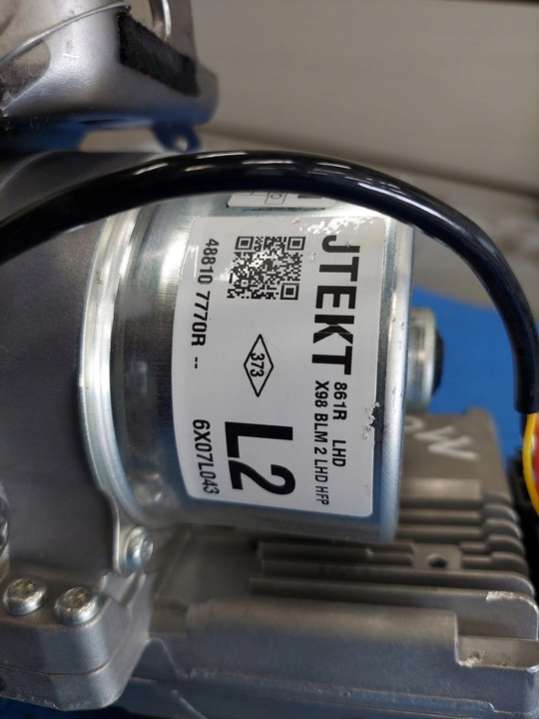 JTEKT
861R LHD
X98 BLM 2 LHD HFP
373
L2
48810 7770R --
6X07L043